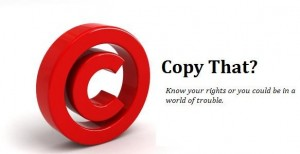 C
Copy That?
Know your rights or you could be in a
world of trouble.